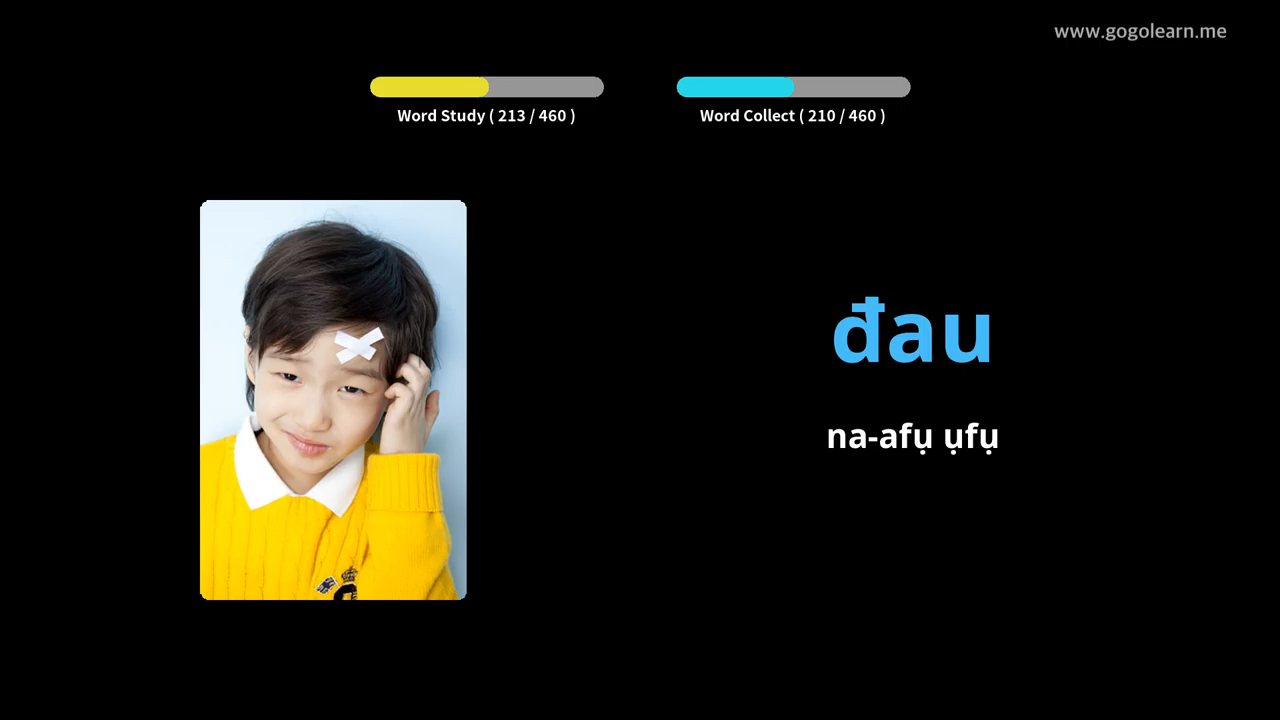 www.gogolearn.me
Word Study ( 213 / 460 )
Word Collect ( 210 / 460 )
đau
na-afụ ụfụ